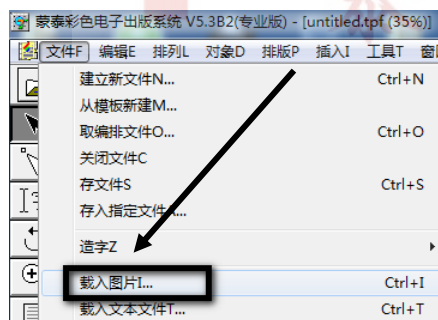 蒙泰彩色电子出版系统 V5.3B2(专业版) - [untitled.tpf (35%)]
文件F 编辑E 排列L 对象D 排版P 插入I 工具T 窗
建立新文件N... Ctrl+N
从模板新建M...
取编排文件O... Ctrl+O
关闭文件C
存文件S Ctrl+S
存入指定文件A...
造字Z
载入图片I... Ctrl+I
载入文本文件T... Ctrl+T